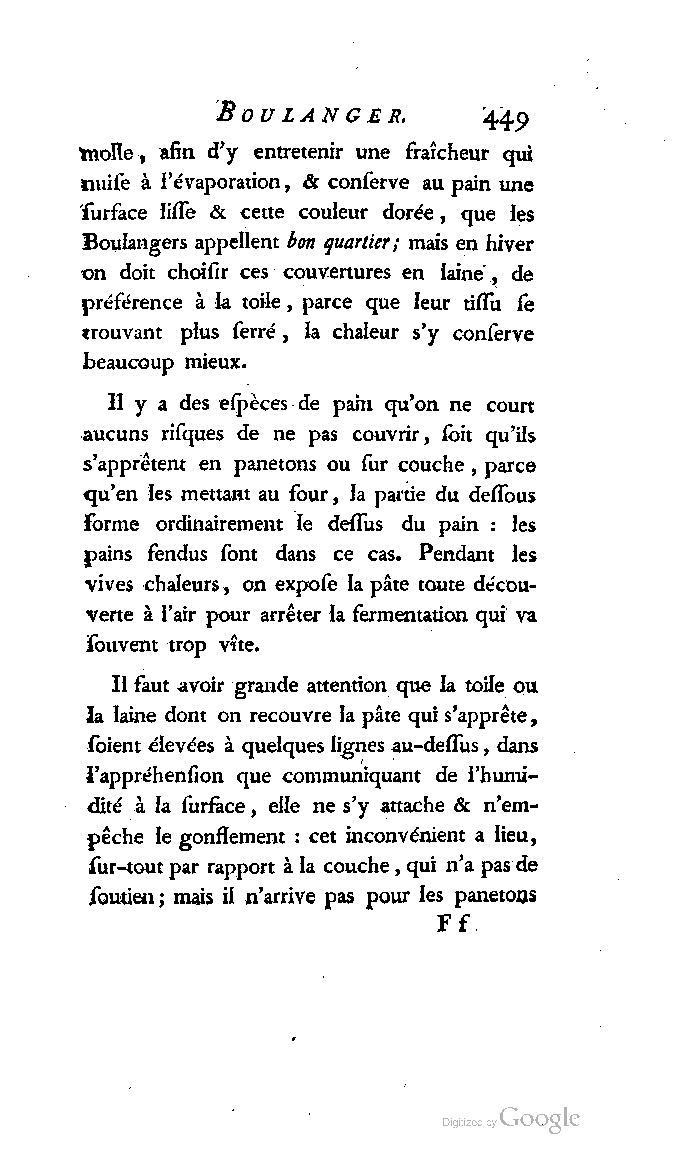 BOULANGER. 449
molle, afin d'y entretenir une fraîcheur qui
nuiſe à l'évaporation, & conſerve au pain une
ſurface liſſe & cette couleur dorée, que les
Boulangers appellent bon quartier; mais en hiver
on doit choiſir ces couvertures en laine, de
préférence à la toile, parce que leur tiſſu ſe
trouvant plus ſerré, la chaleur s'y conſerve
beaucoup mieux.
Il y a des eſpèces de pain qu'on ne court
aucuns riſques de ne pas couvrir, ſoit qu'ils
s'apprêtent en panetons ou ſur couche, parce
qu'en les mettant au four, la partie du deſſous
forme ordinairement le deſſus du pain : les
pains fendus ſont dans ce cas. Pendant les
vives chaleurs, on expoſe la pâte toute décou-
verte à l'air pour arrêter la fermentation qui va
ſouvent trop vîte.
Il faut avoir grande attention que la toile ou
la laine dont on recouvre la pâte qui s'apprête,
ſoient élevées à quelques lignes au-deſſus, dans
l'appréhenſion que communiquant de l'humi-
dité à la ſurface, elle ne s'y attache & n'em-
pêche le gonflement : cet inconvénient a lieu,
ſur-tout par rapport à la couche, qui n'a pas de
ſoutien; mais il n'arrive pas pour les panetons
F f
Digitized by Google